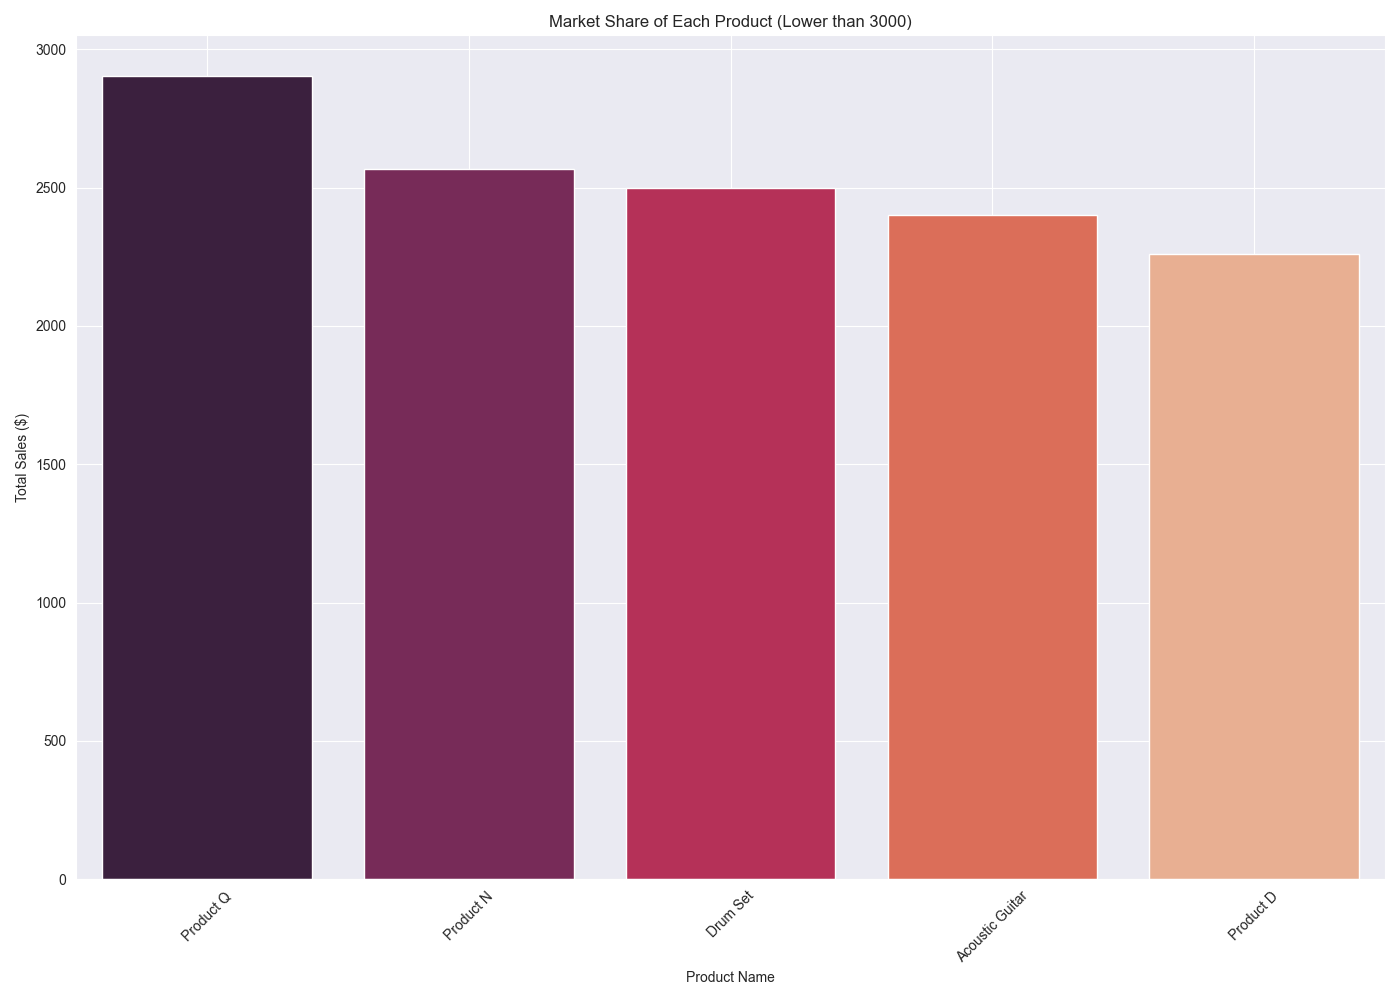 Market Share of Each Product (Lower than 3000)
Total Sales ($)
3000
2500
2000
1500
1000
500
0
Product Q
Product N
Drum Set
Acoustic Guitar
Product D
Product Name